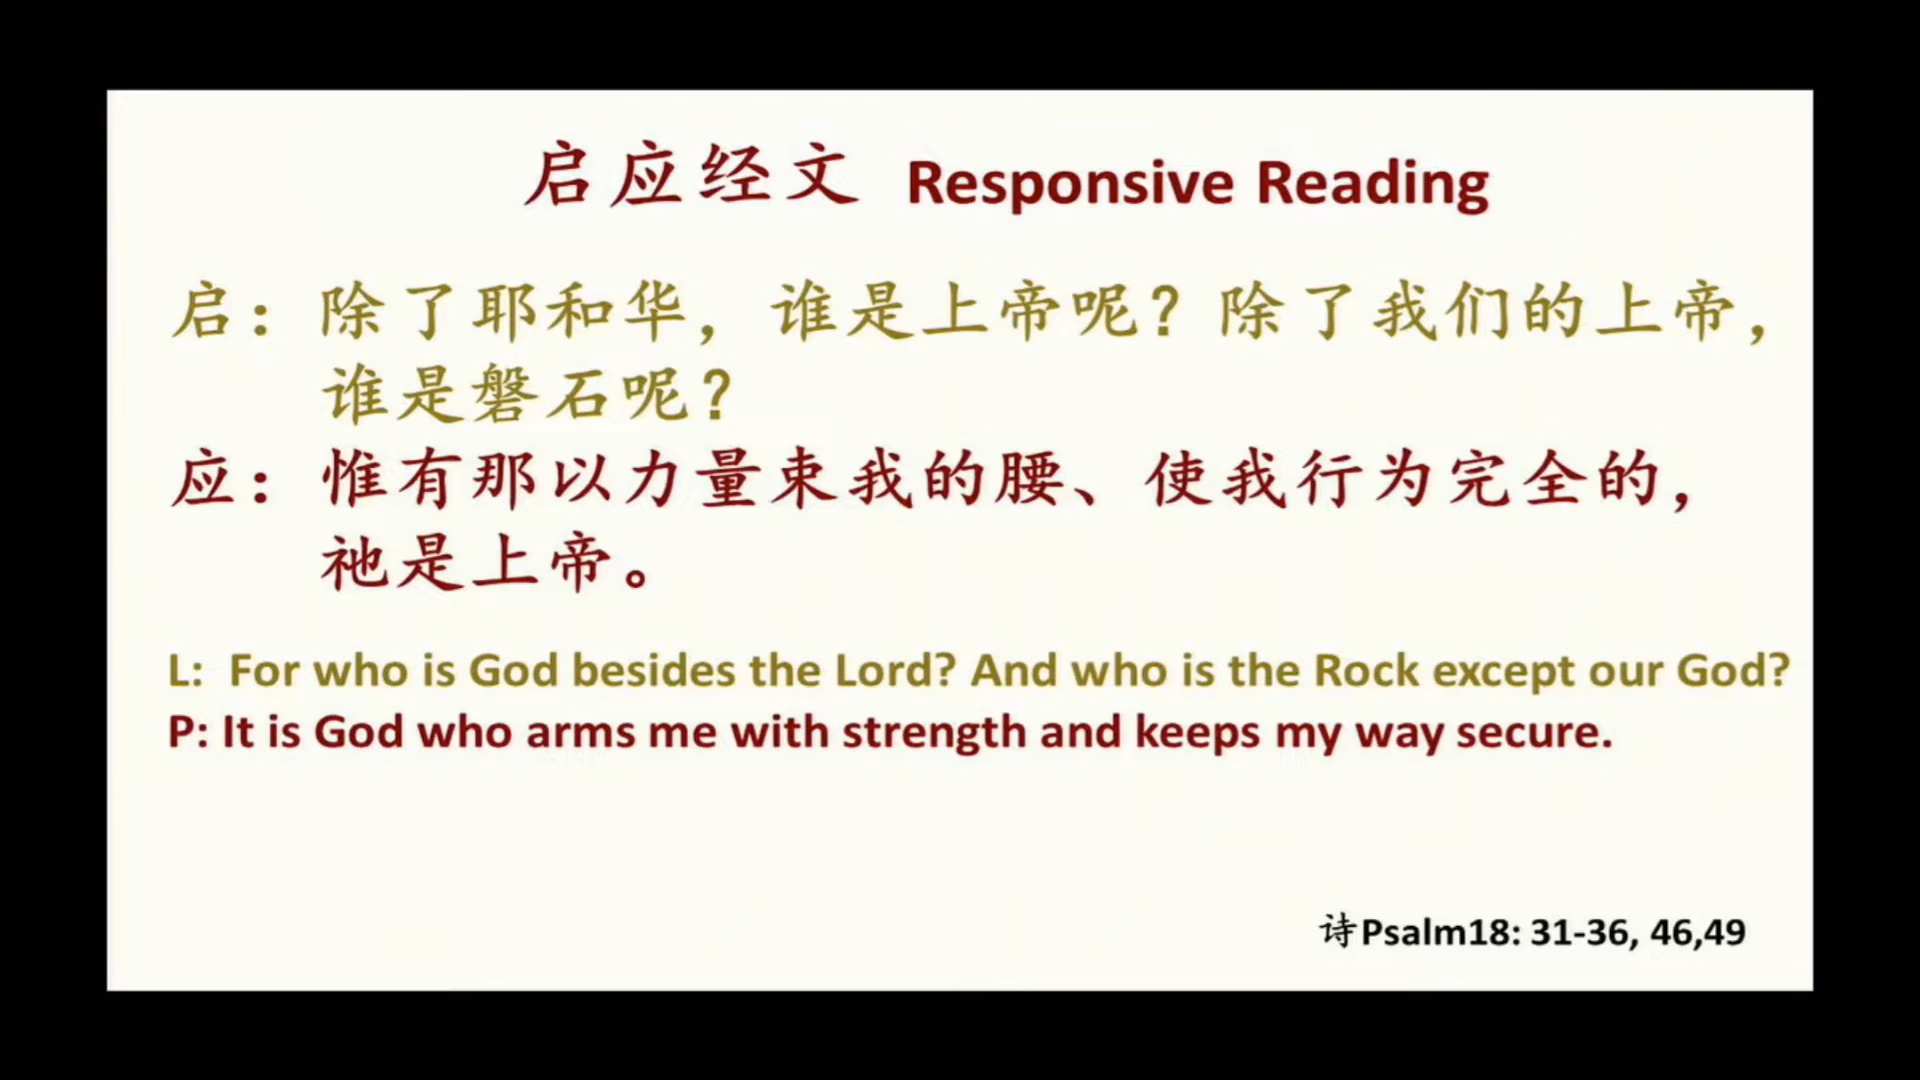 启应经文 Responsive Reading
启：除了耶和华，谁是上帝呢？除了我们的上帝，
谁是磐石呢？
应：惟有那以力量束我的腰、使我行为完全的，
祂是上帝。
L: For who is God besides the Lord? And who is the Rock except our God?
P: It is God who arms me with strength and keeps my way secure.
诗Psalm18: 31-36, 46,49